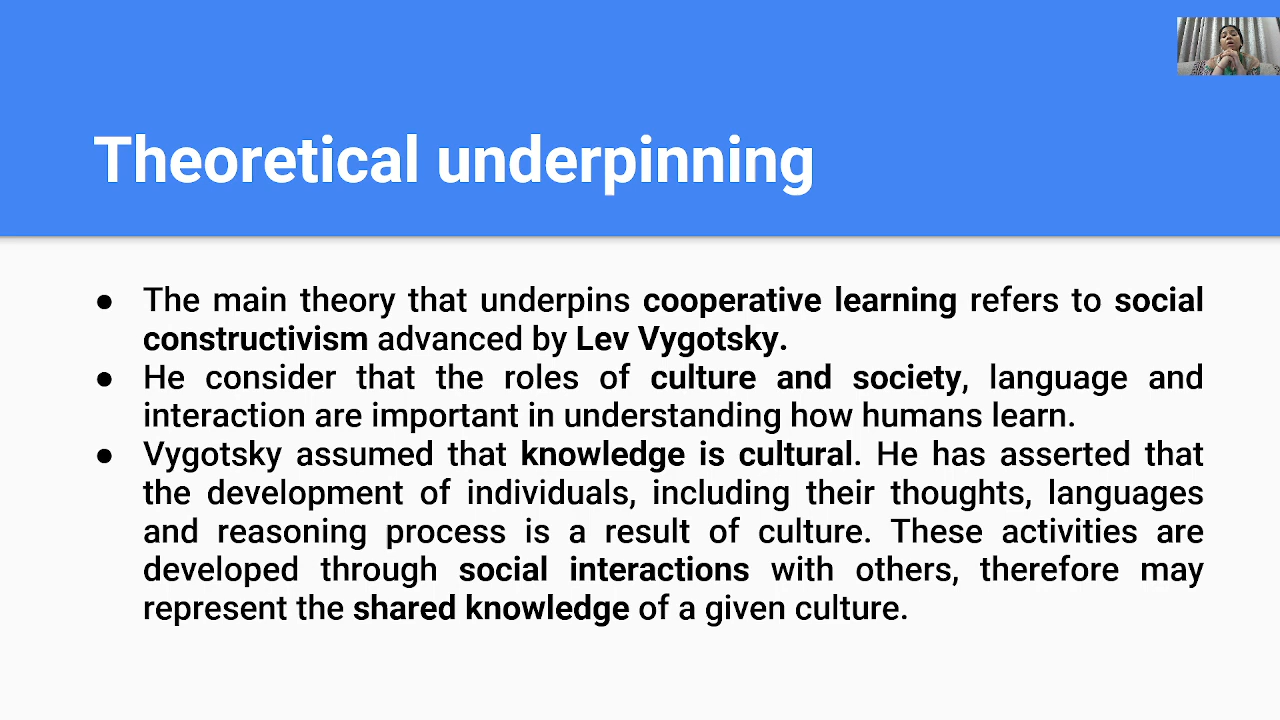 Theoretical underpinning
● The main theory that underpins cooperative learning refers to social
constructivism advanced by Lev Vygotsky.
● He consider that the roles of culture and society, language and
interaction are important in understanding how humans learn.
● Vygotsky assumed that knowledge is cultural. He has asserted that
the development of individuals, including their thoughts, languages
and reasoning process is a result of culture. These activities are
developed through social interactions with others, therefore may
represent the shared knowledge of a given culture.